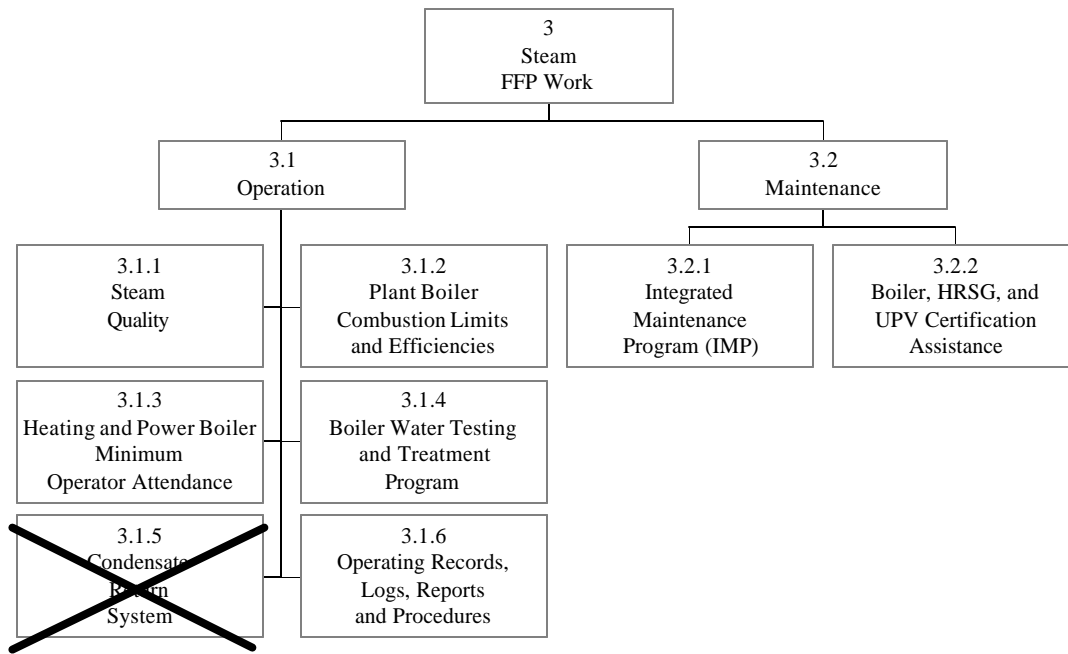 3
Steam
FFP Work
3.1
Operation
3.2
Maintenance
3.1.1
Steam
Quality
3.1.2
Plant Boiler
Combustion Limits
and Efficiencies
3.2.1
Integrated
Maintenance
Program (IMP)
3.2.2
Boiler, HRSG, and
UPV Certification
Assistance
3.1.3
Heating and Power Boiler
Minimum
Operator Attendance
3.1.4
Boiler Water Testing
and Treatment
Program
3.1.5
Condensate
Return
System
3.1.6
Operating Records,
Logs, Reports
and Procedures